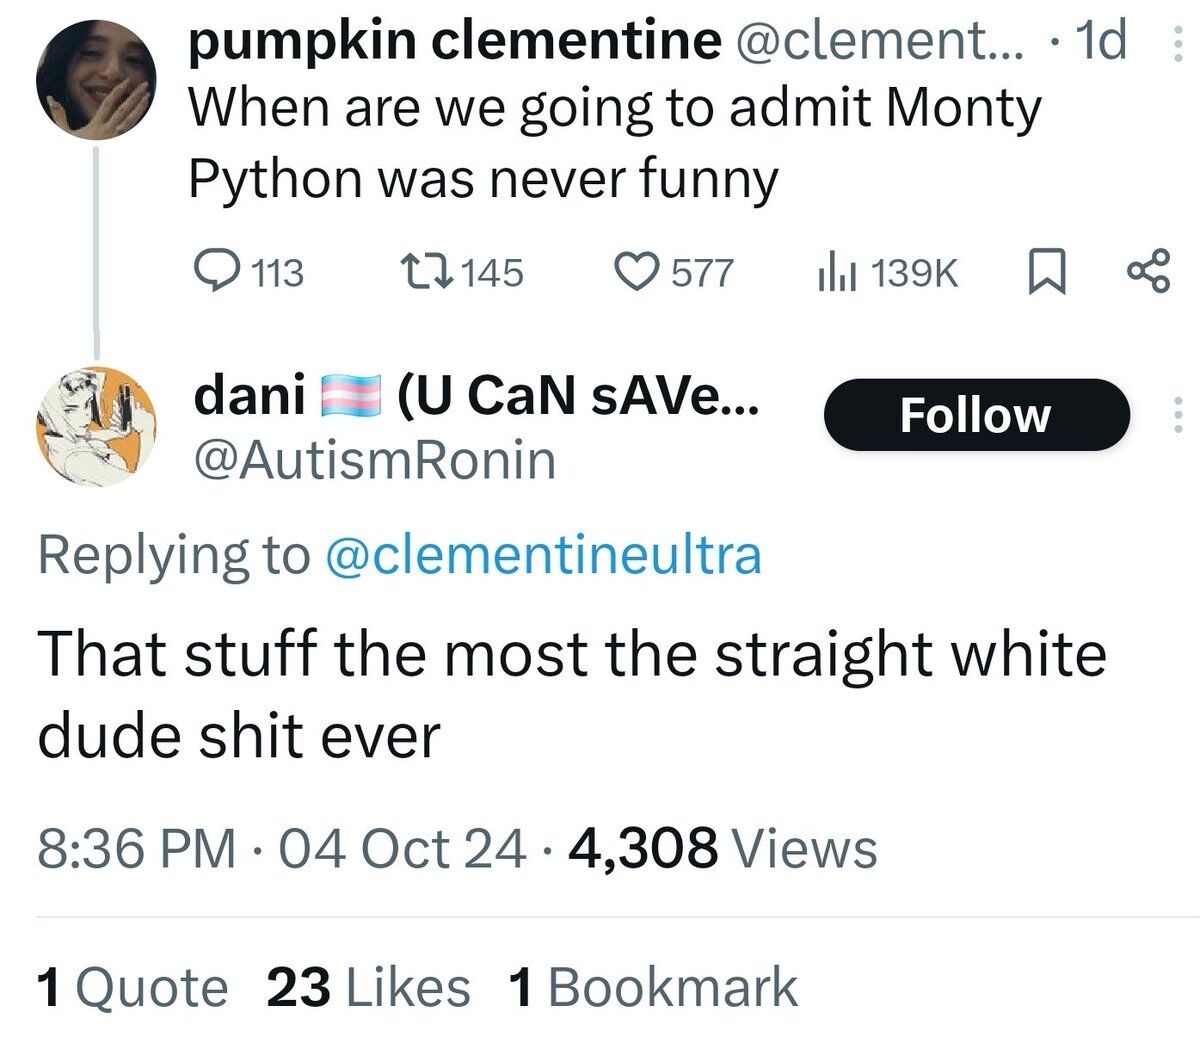 pumpkin clementine @clement... · 1d
When are we going to admit Monty
Python was never funny
113 145 577 139K
dani 🏳️‍⚧️ (U CaN sAVe...
Follow
@AutismRonin
Replying to @clementineultra
That stuff the most the straight white
dude shit ever
8:36 PM · 04 Oct 24 · 4,308 Views
1 Quote 23 Likes 1 Bookmark